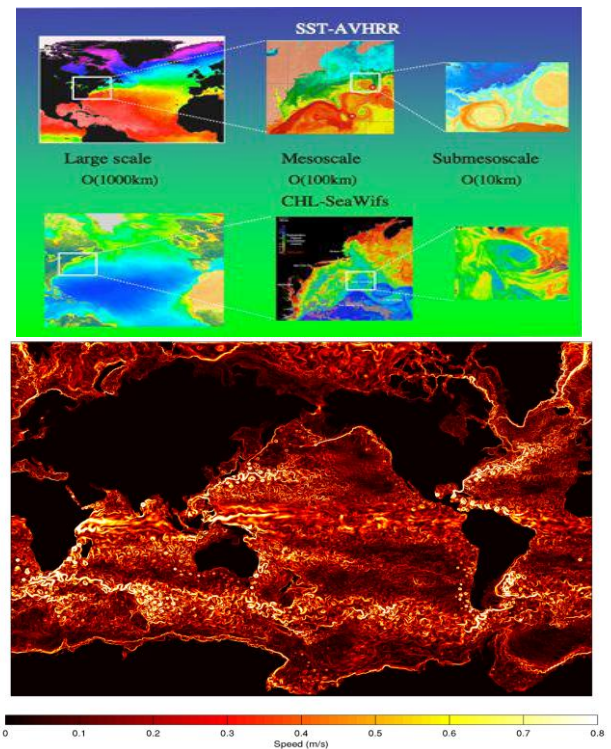 SST-AVHRR
Large scale Mesoscale Submesoscale
O(1000km) O(100km) O(10km)
CHL-SeaWifs
0 0.1 0.2 0.3 0.4 0.5 0.6 0.7 0.8
Speed (m/s)